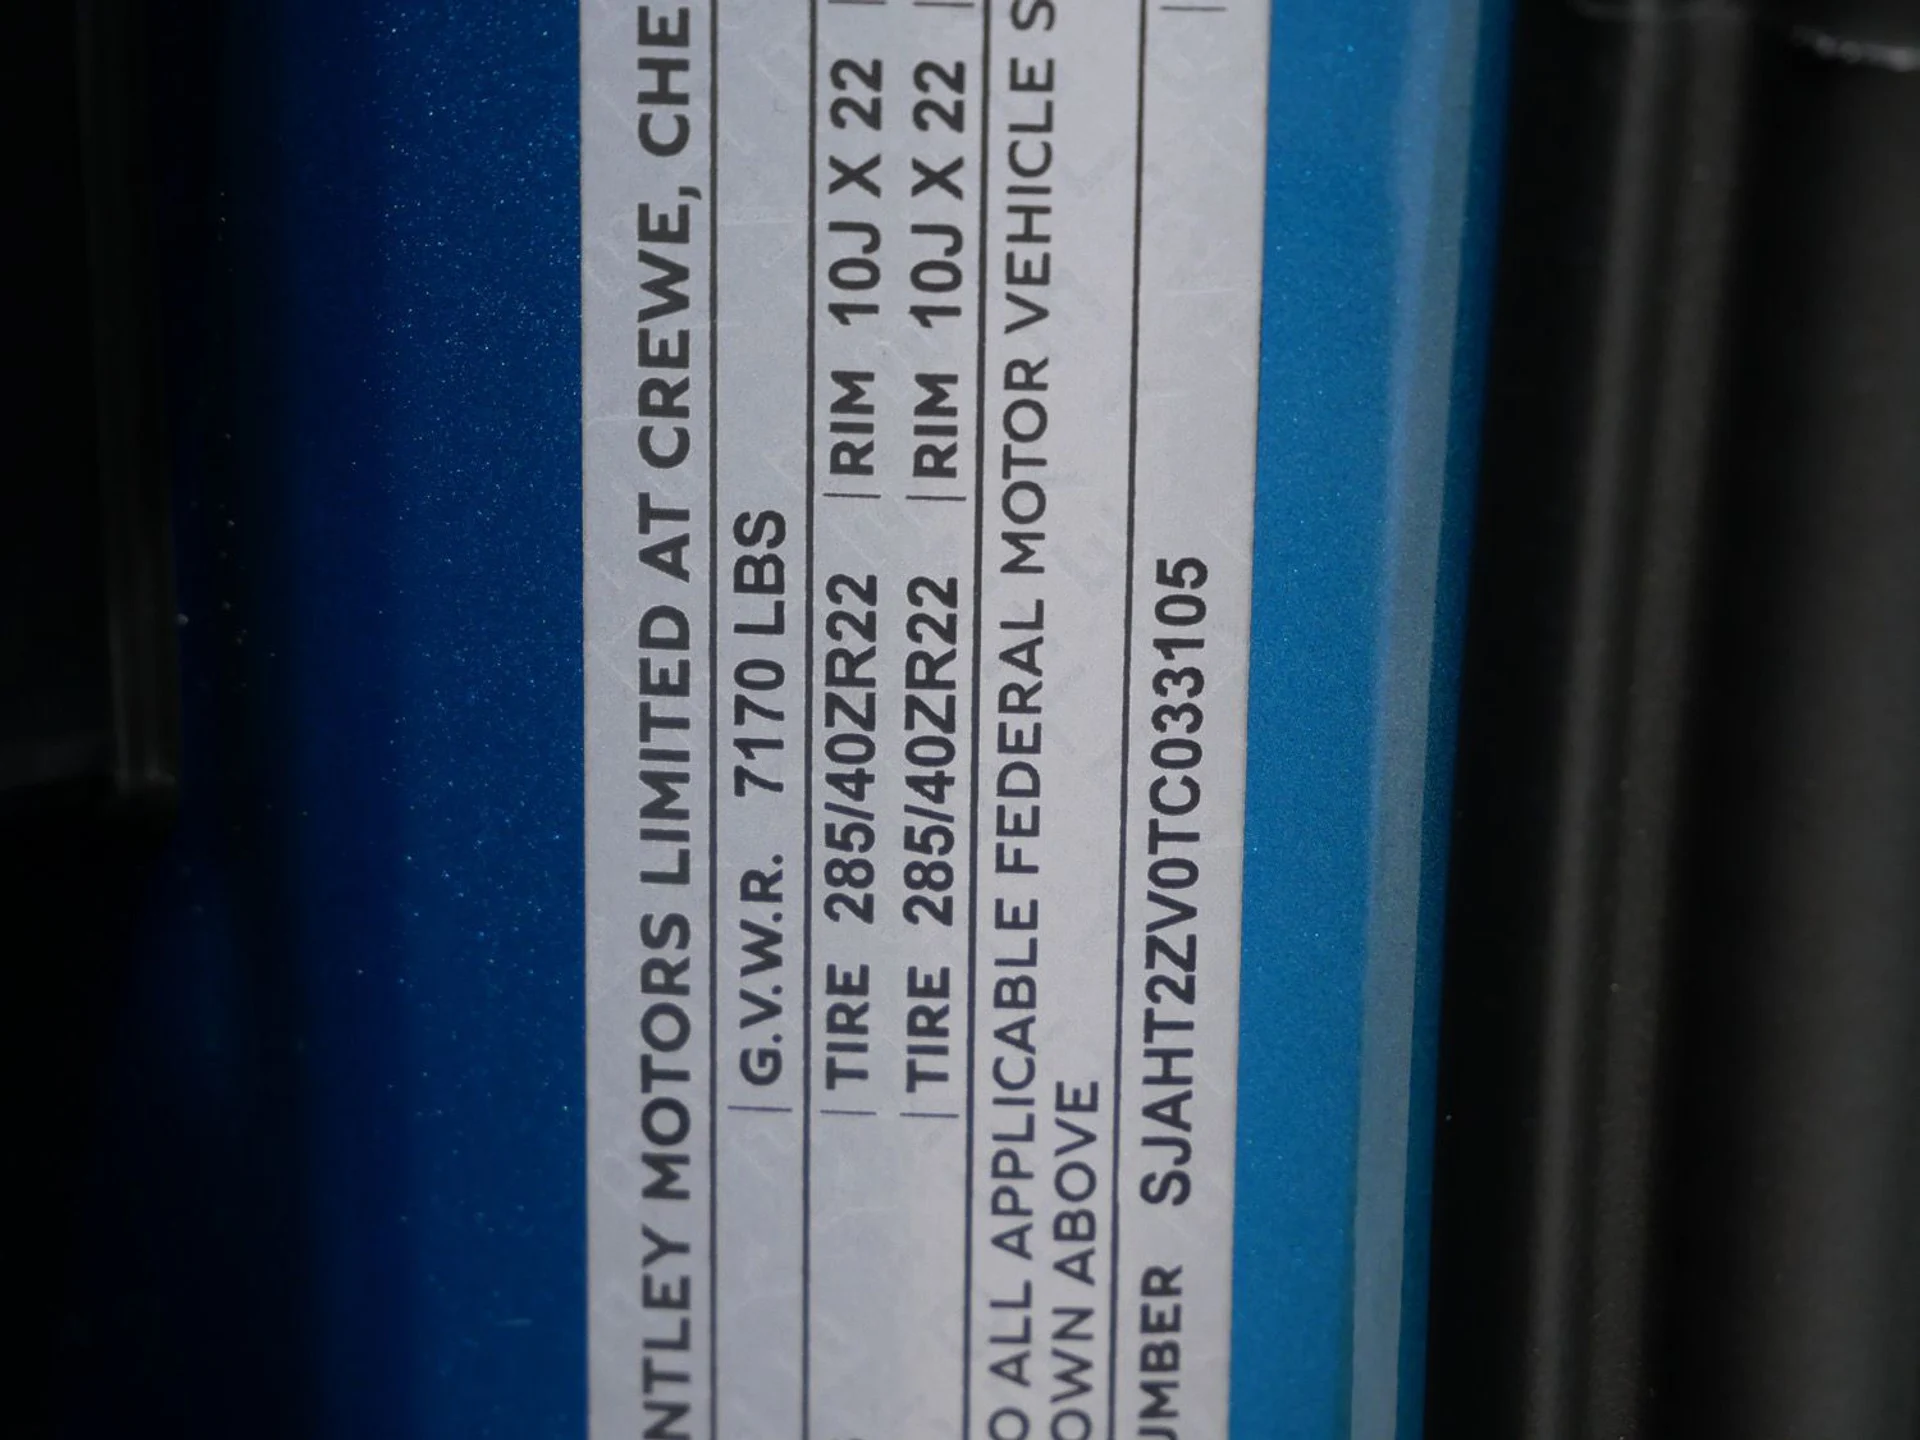 NTLEY MOTORS LIMITED AT CREWE, CHE
G.V.W.R. 7170 LBS
TIRE 285/40ZR22 RIM 10J X 22
TIRE 285/40ZR22 RIM 10J X 22
O ALL APPLICABLE FEDERAL MOTOR VEHICLE S
OWN ABOVE
UMBER SJAHT2ZV0TC033105